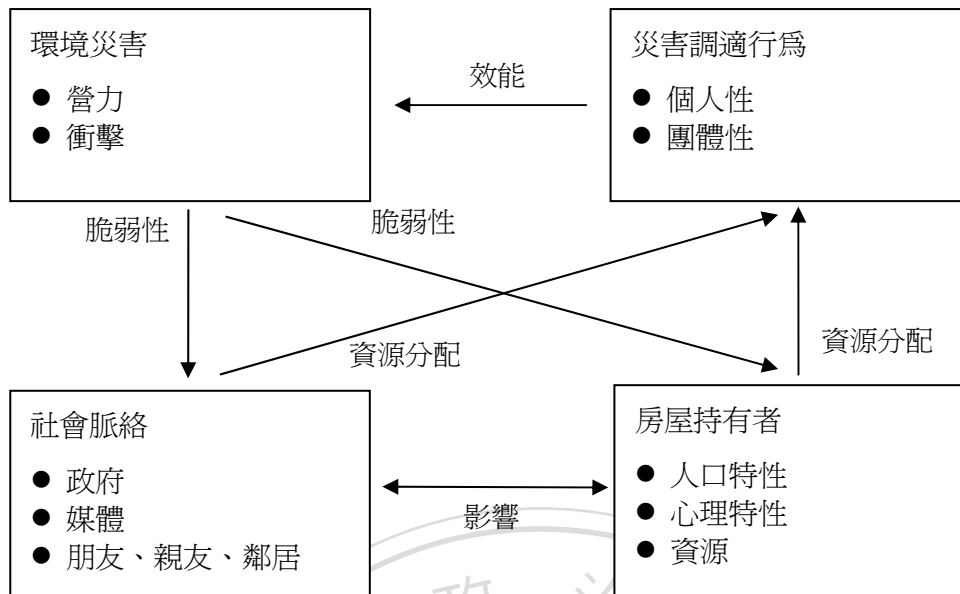 環境災害
● 營力
● 衝擊
效能
災害調適行為
● 個人性
● 團體性
脆弱性
脆弱性
資源分配
資源分配
社會脈絡
● 政府
● 媒體
● 朋友、親友、鄰居
影響
房屋持有者
● 人口特性
● 心理特性
● 資源
政